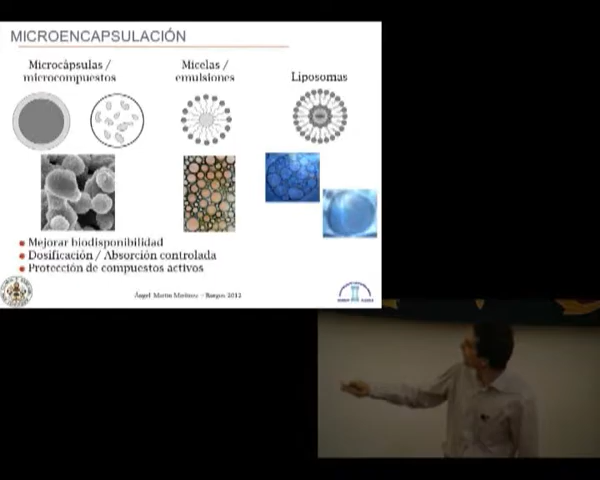 MICROENCAPSULACIÓN
Microcápsulas /
microcompuestos
Micelas /
emulsiones
Liposomas
Mejorar biodisponibilidad
Dosificación / Absorción controlada
Protección de compuestos activos
Ángel Martín Martínez - Burgos 2012